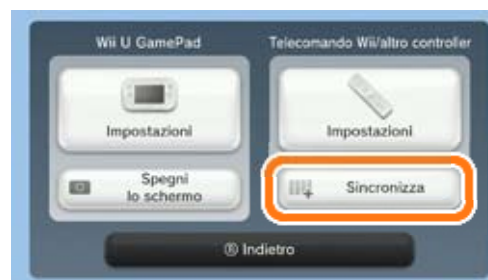 Wii U GamePad
Telecomando Wii/altro controller
Impostazioni
Impostazioni
Spegni
lo schermo
Sincronizza
Ⓑ Indietro